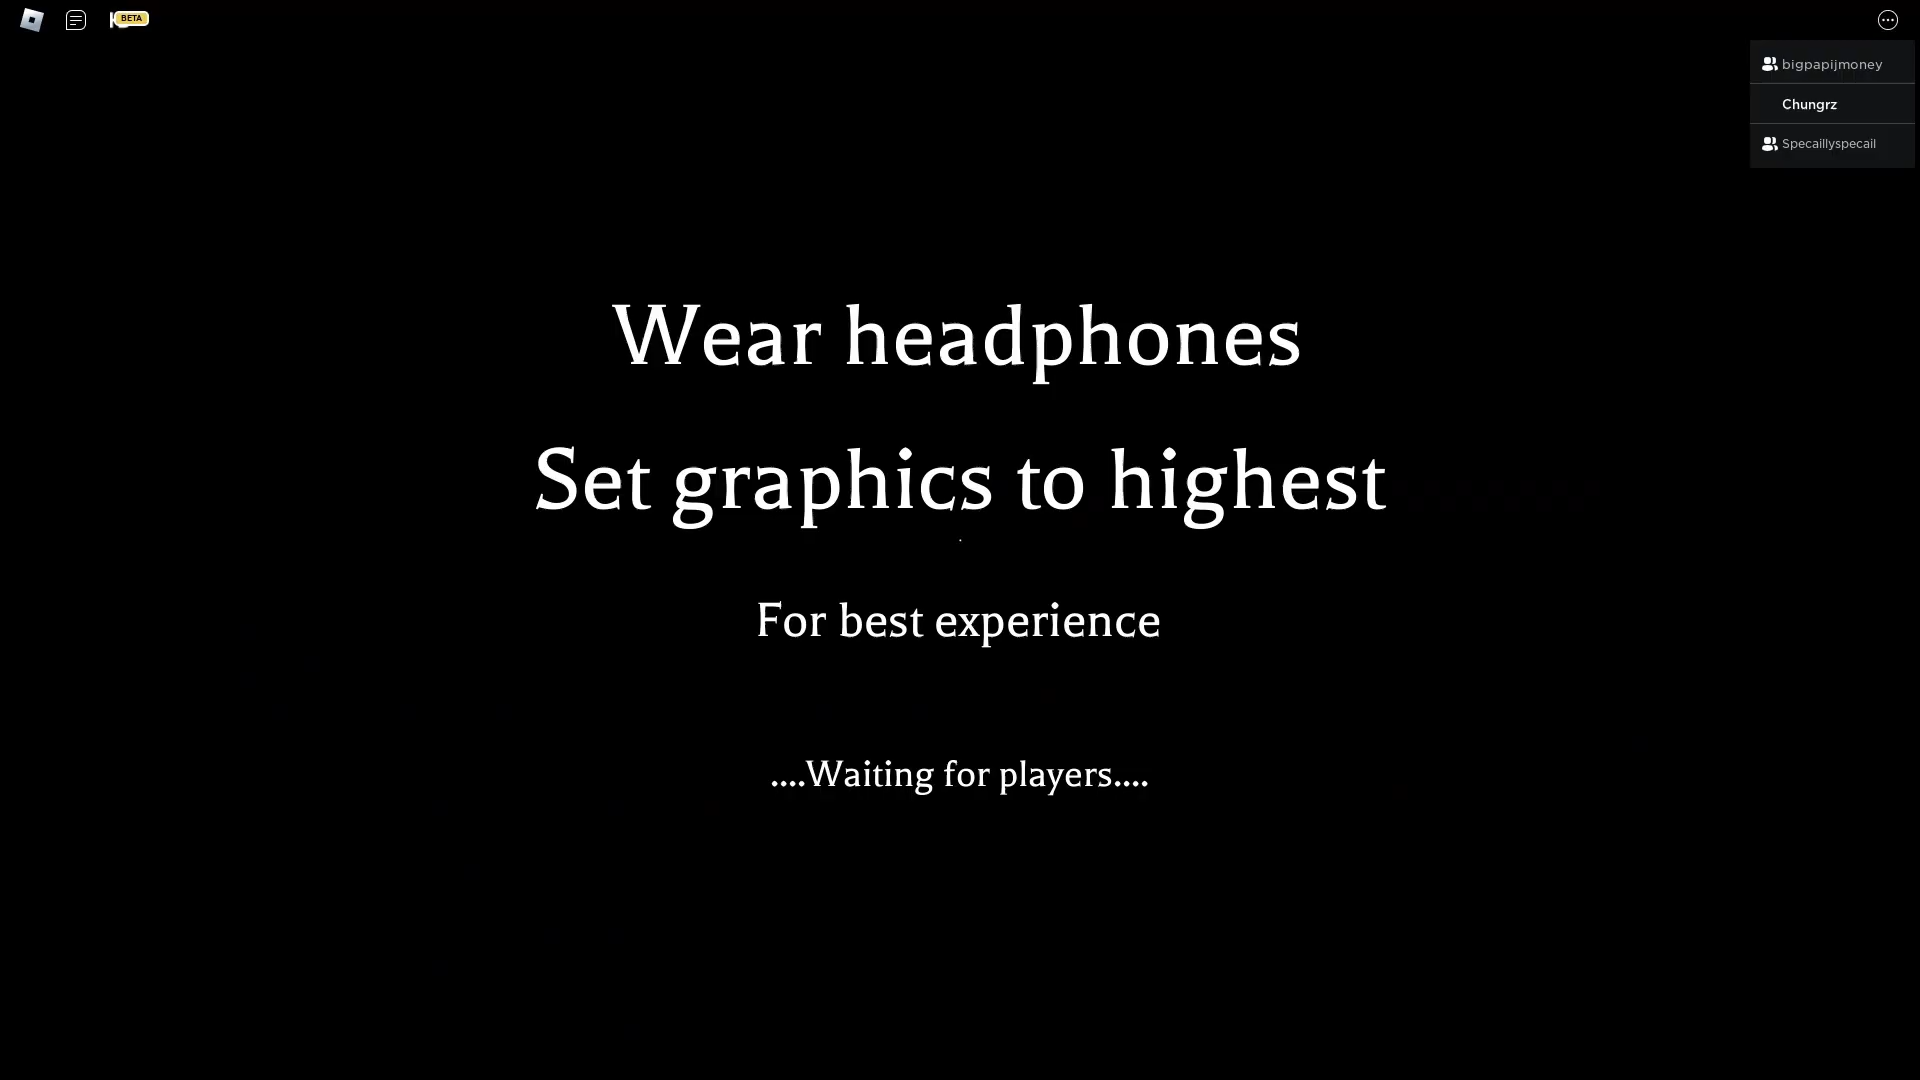 BETA
bigpapijmoney
Chungrz
Specaillyspecail
Wear headphones
Set graphics to highest
For best experience
....Waiting for players....